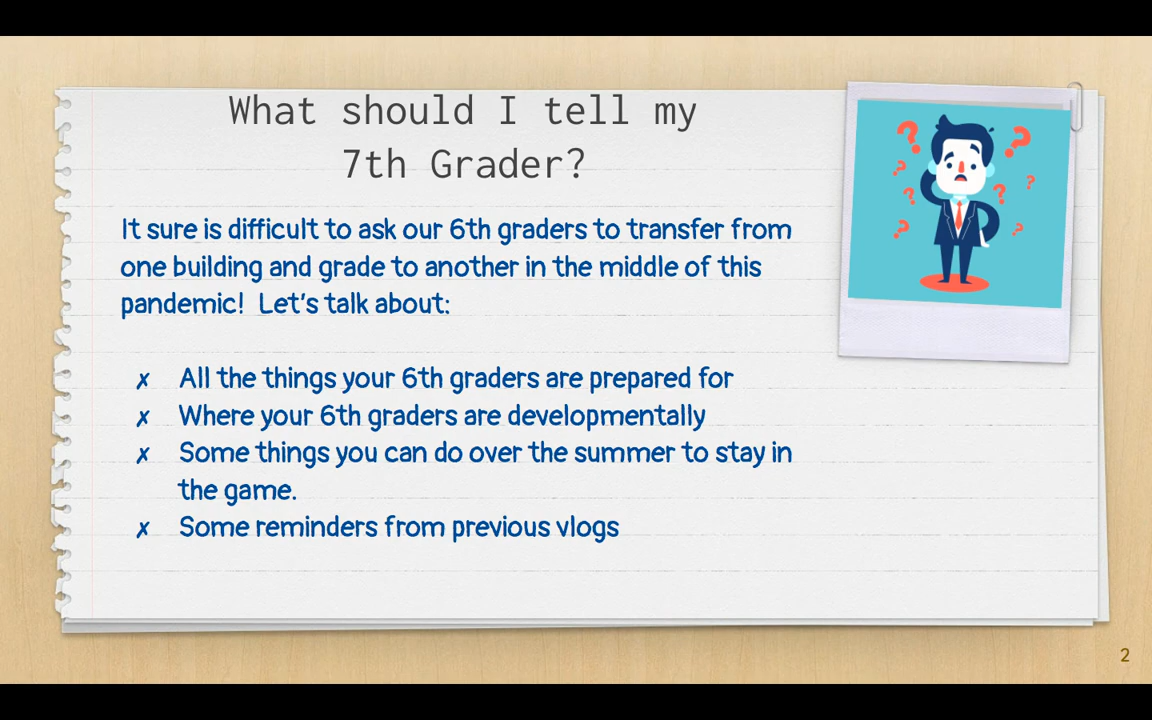 What should I tell my
7th Grader?
It sure is difficult to ask our 6th graders to transfer from
one building and grade to another in the middle of this
pandemic!  Let's talk about:
✗ All the things your 6th graders are prepared for
✗ Where your 6th graders are developmentally
✗ Some things you can do over the summer to stay in
the game.
✗ Some reminders from previous vlogs
? ? ? ? ? ? ? ?
2